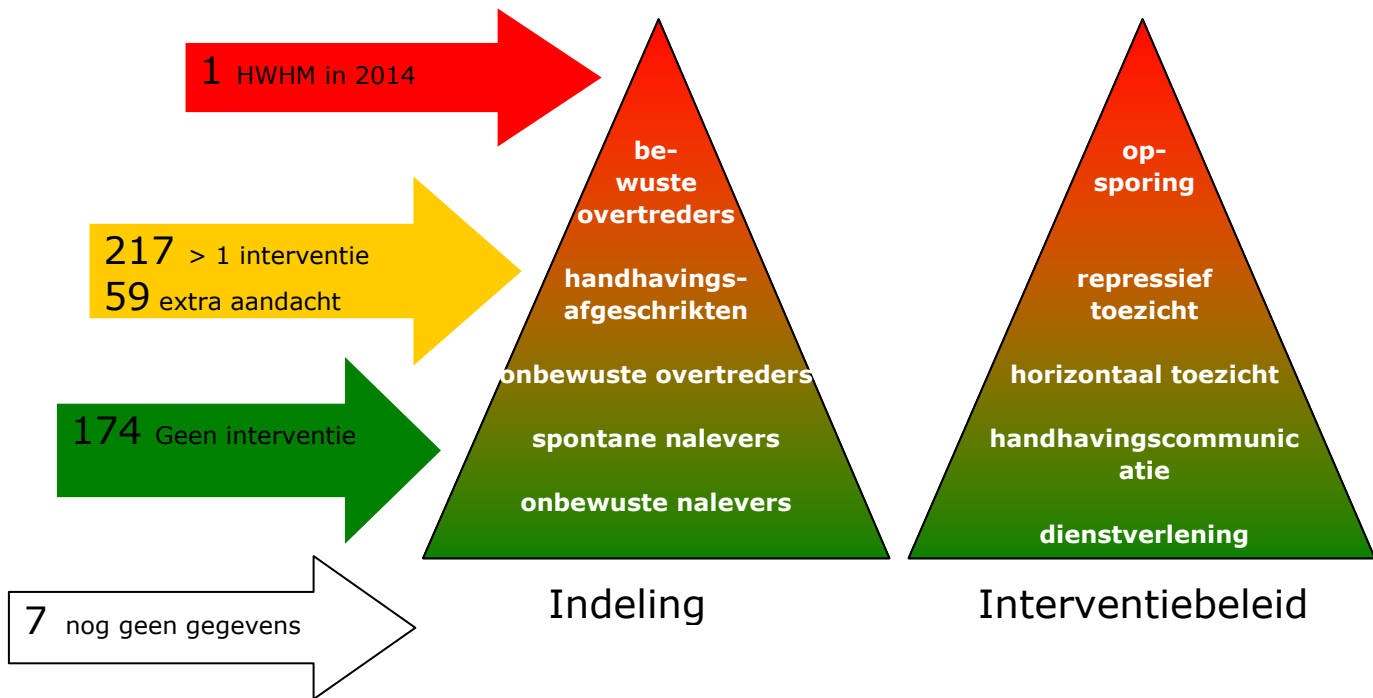 1 HWHM in 2014
217 > 1 interventie
59 extra aandacht
174 Geen interventie
7 nog geen gegevens
be-
wuste
overtreders
handhavings-
afgeschrikten
onbewuste overtreders
spontane nalevers
onbewuste nalevers
Indeling
op-
sporing
repressief
toezicht
horizontaal toezicht
handhavingscommunic
atie
dienstverlening
Interventiebeleid